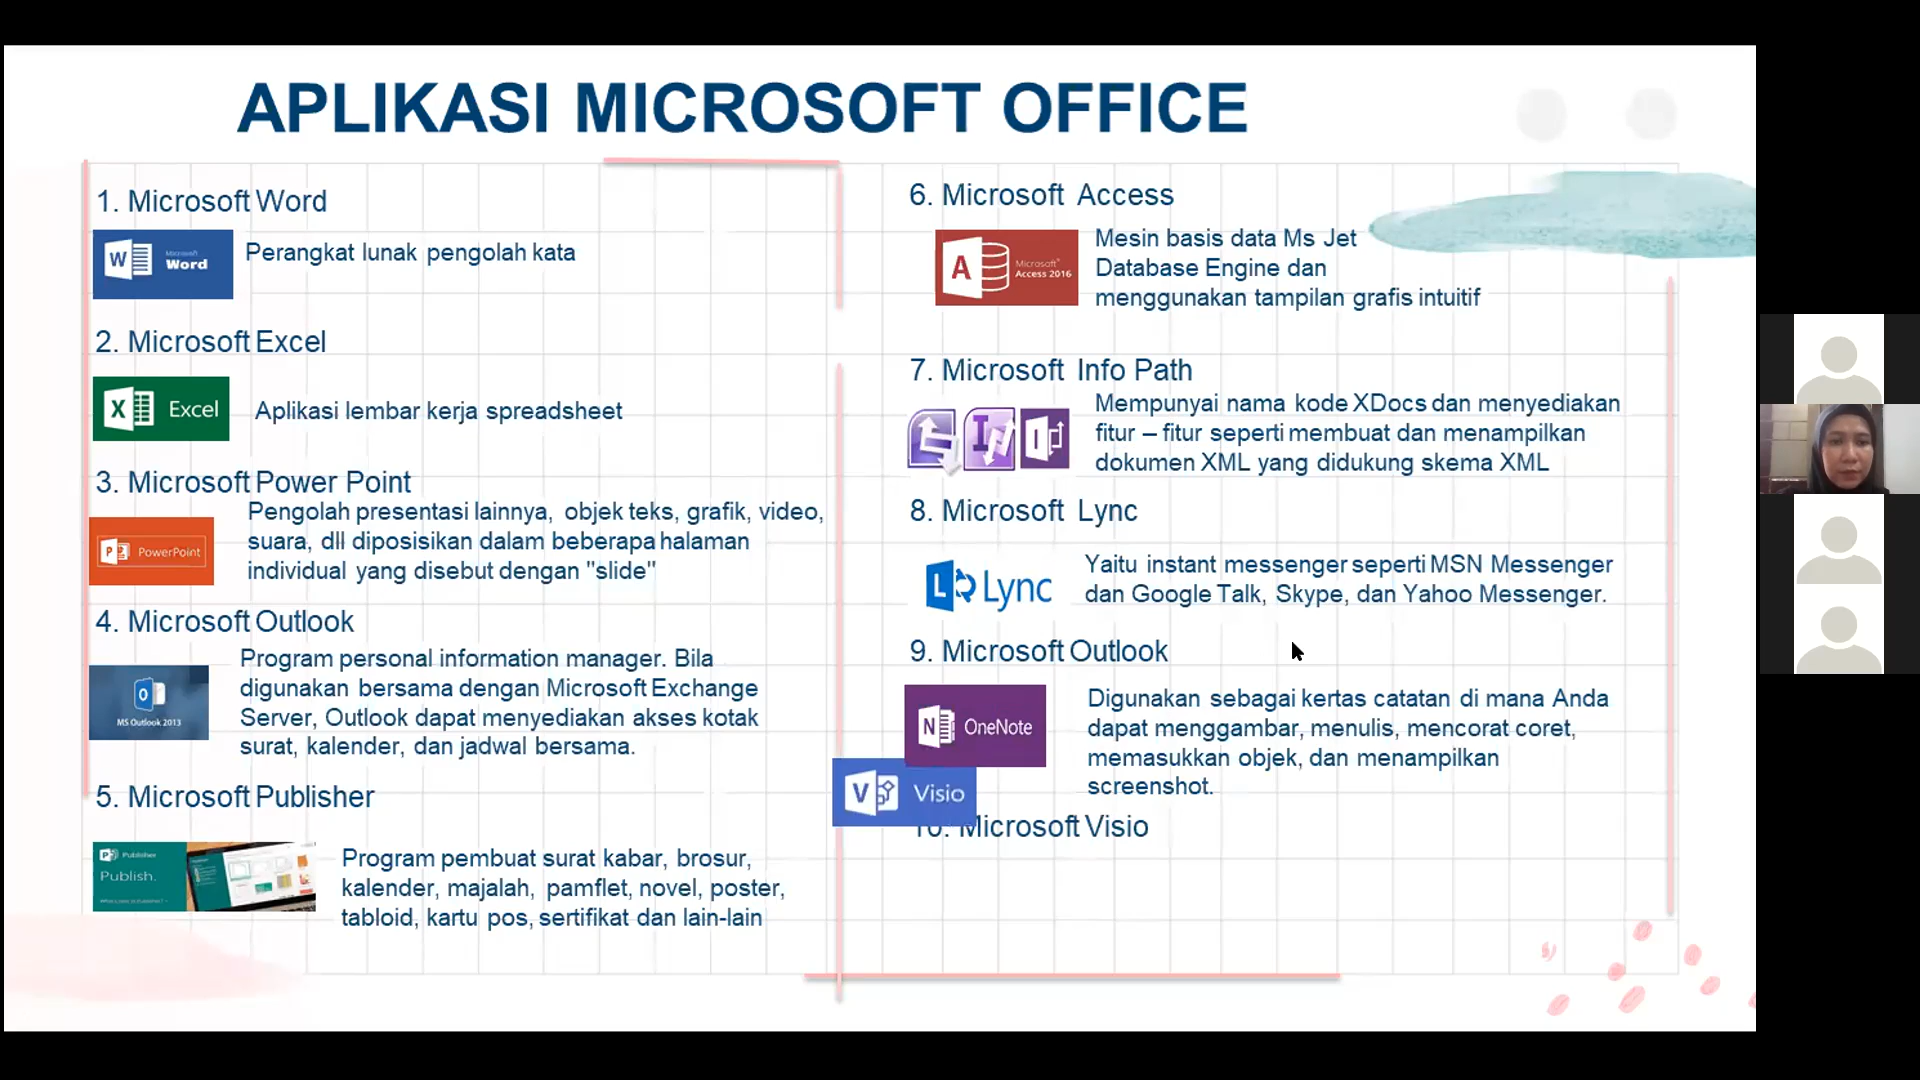 APLIKASI MICROSOFT OFFICE
1. Microsoft Word
W Microsoft Word
Perangkat lunak pengolah kata
2. Microsoft Excel
X Excel
Aplikasi lembar kerja spreadsheet
3. Microsoft Power Point
P PowerPoint
Pengolah presentasi lainnya, objek teks, grafik, video,
suara, dll diposisikan dalam beberapa halaman
individual yang disebut dengan "slide"
4. Microsoft Outlook
O
MS Outlook 2013
Program personal information manager. Bila
digunakan bersama dengan Microsoft Exchange
Server, Outlook dapat menyediakan akses kotak
surat, kalender, dan jadwal bersama.
5. Microsoft Publisher
P Publisher
Publish.
Program pembuat surat kabar, brosur,
kalender, majalah, pamflet, novel, poster,
tabloid, kartu pos, sertifikat dan lain-lain
6. Microsoft Access
A Microsoft®
Access 2016
Mesin basis data Ms Jet
Database Engine dan
menggunakan tampilan grafis intuitif
7. Microsoft Info Path
I I
Mempunyai nama kode XDocs dan menyediakan
fitur – fitur seperti membuat dan menampilkan
dokumen XML yang didukung skema XML
8. Microsoft Lync
L Lync
Yaitu instant messenger seperti MSN Messenger
dan Google Talk, Skype, dan Yahoo Messenger.
9. Microsoft Outlook
N OneNote
Digunakan sebagai kertas catatan di mana Anda
dapat menggambar, menulis, mencorat coret,
memasukkan objek, dan menampilkan
screenshot.
V Visio
10. Microsoft Visio